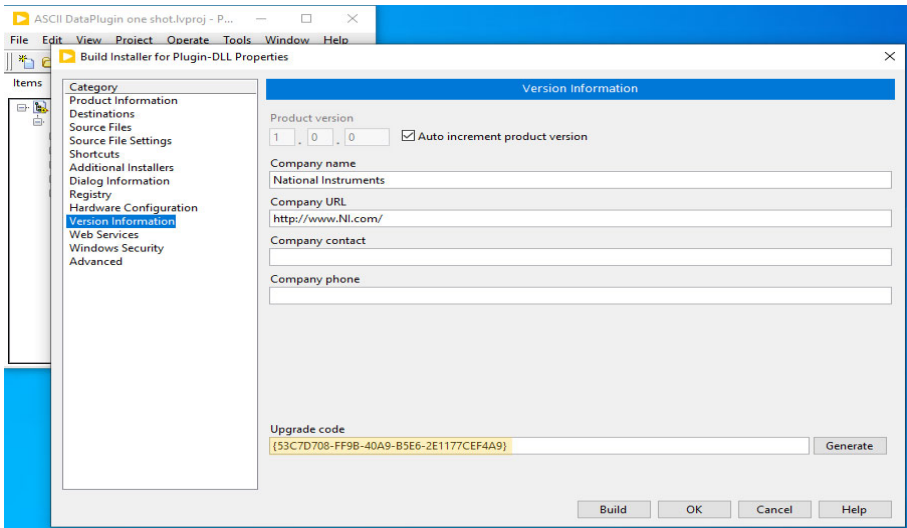 ASCII DataPlugin one shot.lvproj - P...
File Edit View Project Operate Tools Window Help
Build Installer for Plugin-DLL Properties
Items
Category
Product Information
Destinations
Source Files
Source File Settings
Shortcuts
Additional Installers
Dialog Information
Registry
Hardware Configuration
Version Information
Web Services
Windows Security
Advanced
Version Information
Product version
1 . 0 . 0
Auto increment product version
Company name
National Instruments
Company URL
http://www.NI.com/
Company contact
Company phone
Upgrade code
{53C7D708-FF9B-40A9-B5E6-2E1177CEF4A9}
Generate
Build OK Cancel Help